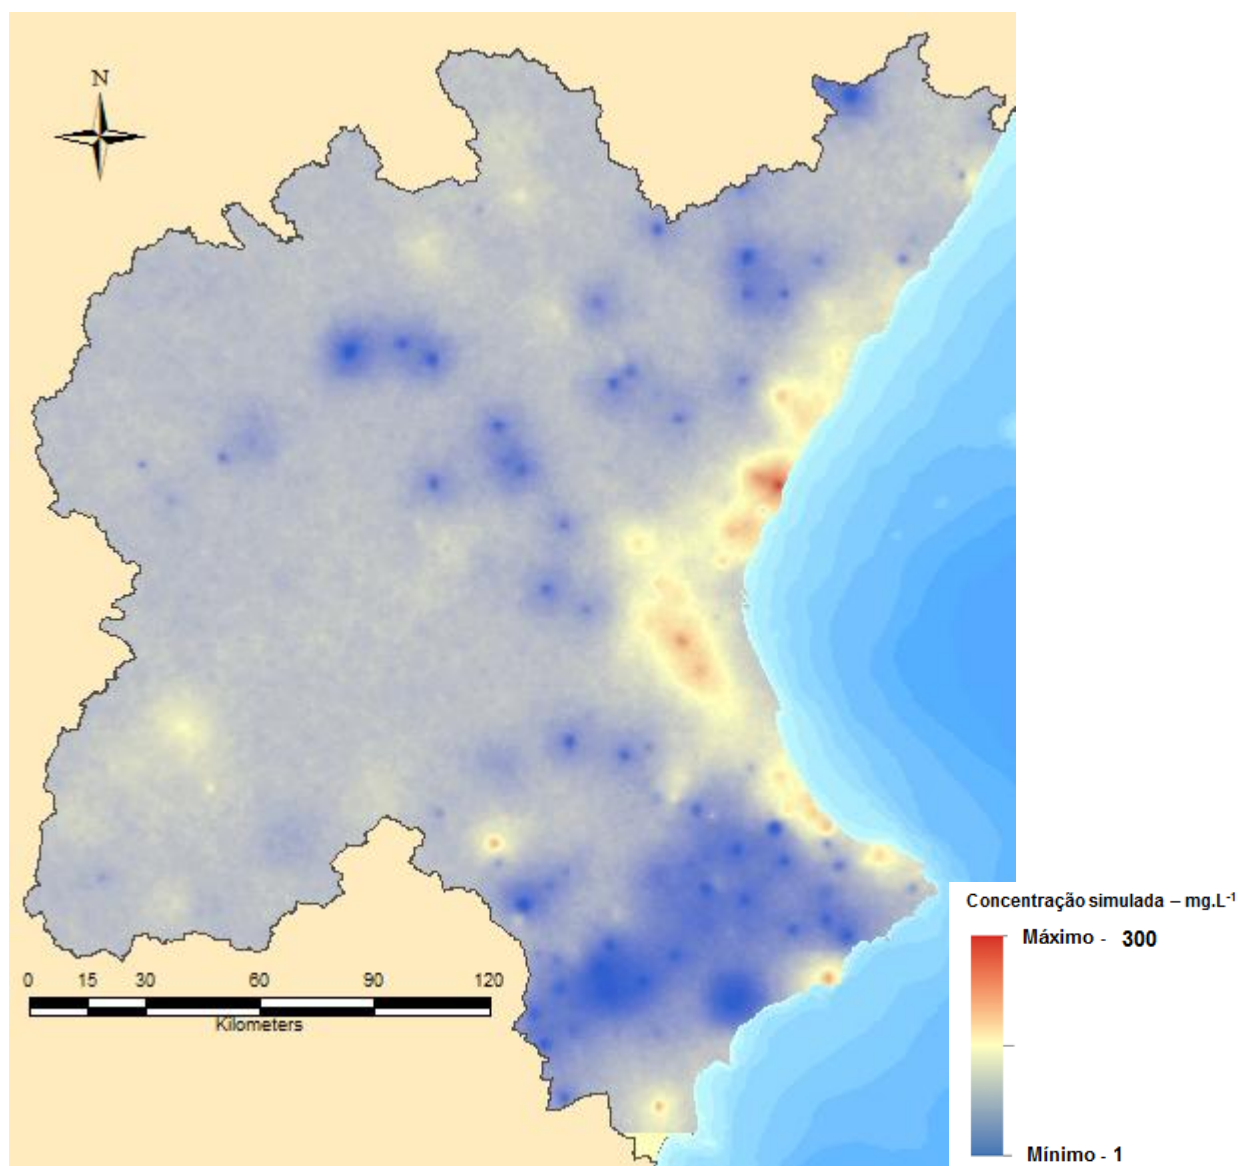 N
0 15 30 60 90 120
Kilometers
Concentração simulada – mg.L-1
Máximo - 300
Mínimo - 1